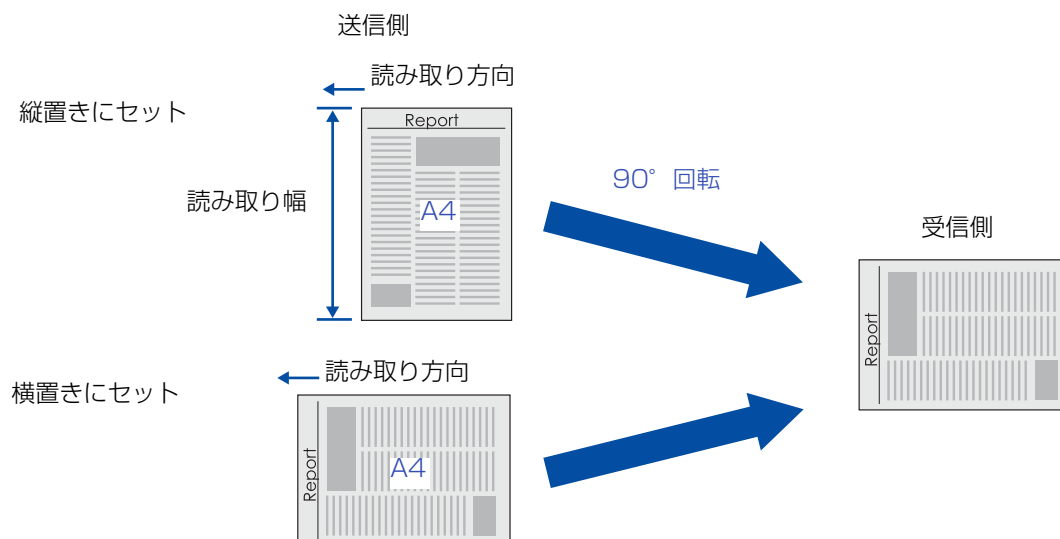 送信側
読み取り方向
縦置きにセット
Report
読み取り幅
A4
90° 回転
受信側
Report
読み取り方向
横置きにセット
Report
A4